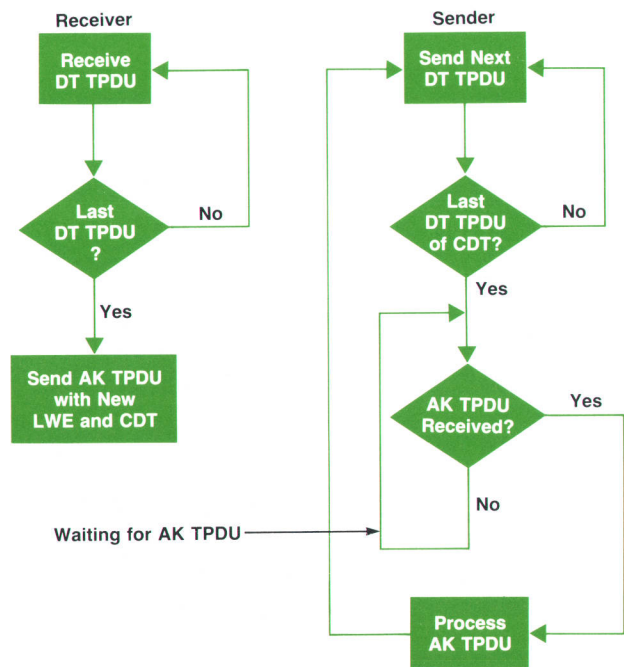 Receiver
Receive
DT TPDU
Last
DT TPDU
?
No
Yes
Send AK TPDU
with New
LWE and CDT
Sender
Send Next
DT TPDU
Last
DT TPDU
of CDT?
No
Yes
AK TPDU
Received?
Yes
No
Waiting for AK TPDU
Process
AK TPDU